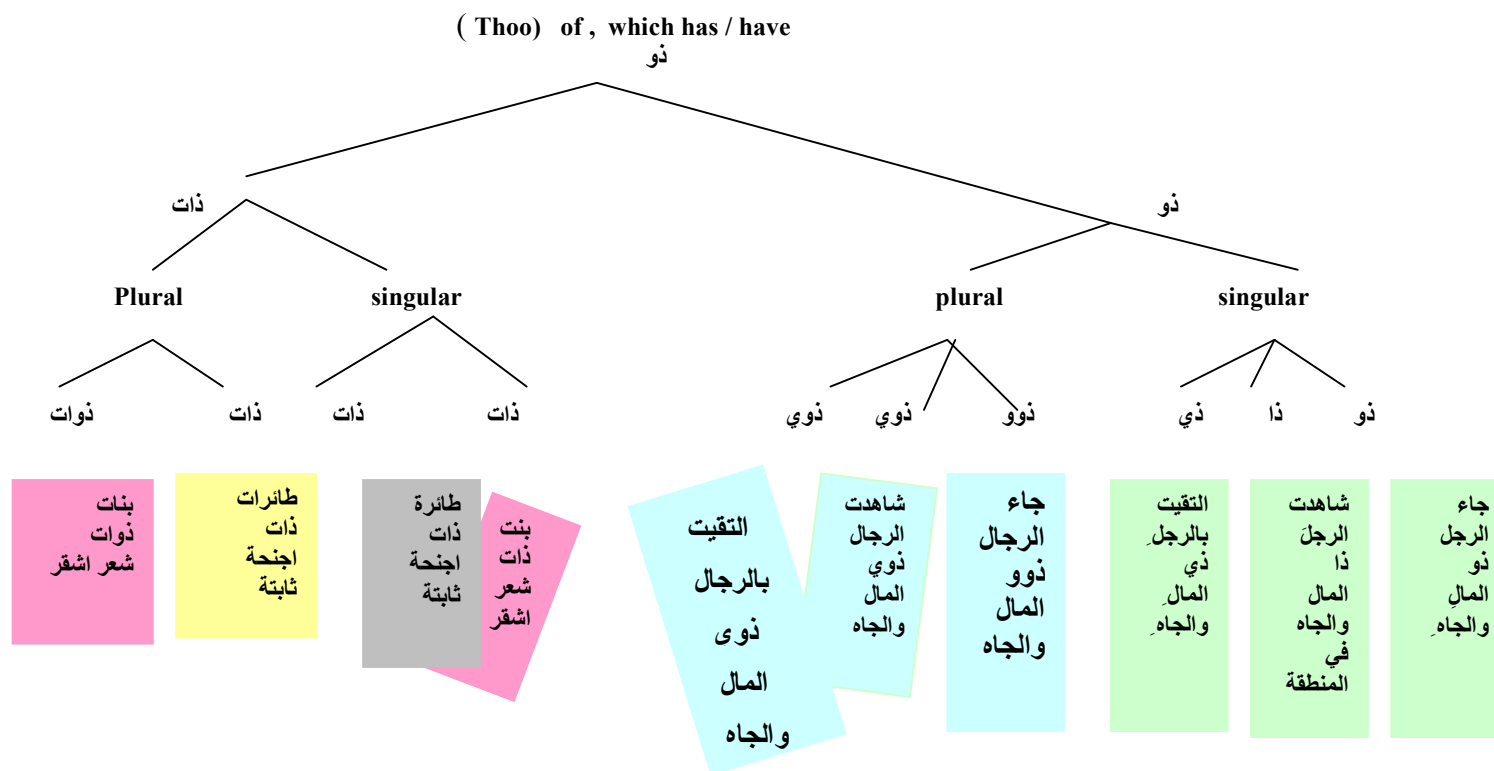 ( Thoo) of , which has / have
ذو
ذو
ذات
singular
plural
singular
Plural
ذو
ذا
ذي
ذوو
ذوي
ذوي
ذات
ذات
ذات
ذوات
جاء
الرجل
ذو
المالِ
والجاهِ
شاهدت
الرجلَ
ذا
المال
والجاه
في
المنطقة
التقيت
بالرجلِ
ذي
المالِ
والجاهِ
جاء
الرجال
ذوو
المال
والجاه
شاهدت
الرجال
ذوي
المال
والجاه
التقيت
بالرجال
ذوى
المال
والجاه
بنت
ذات
شعر
اشقر
طائرة
ذات
اجنحة
ثابتة
طائرات
ذات
اجنحة
ثابتة
بنات
ذوات
شعر اشقر